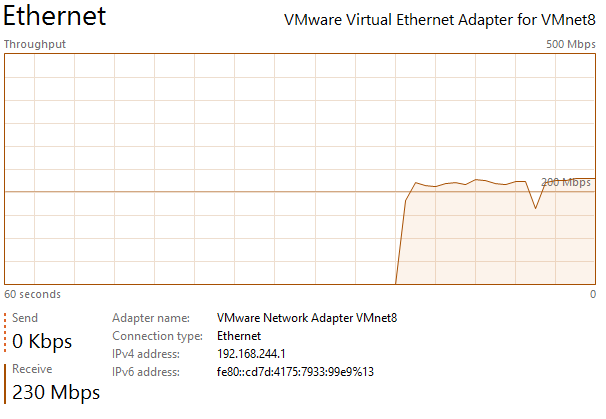 Ethernet
VMware Virtual Ethernet Adapter for VMnet8
Throughput
500 Mbps
200 Mbps
60 seconds
0
Send
0 Kbps
Receive
230 Mbps
Adapter name: VMware Network Adapter VMnet8
Connection type: Ethernet
IPv4 address: 192.168.244.1
IPv6 address: fe80::cd7d:4175:7933:99e9%13